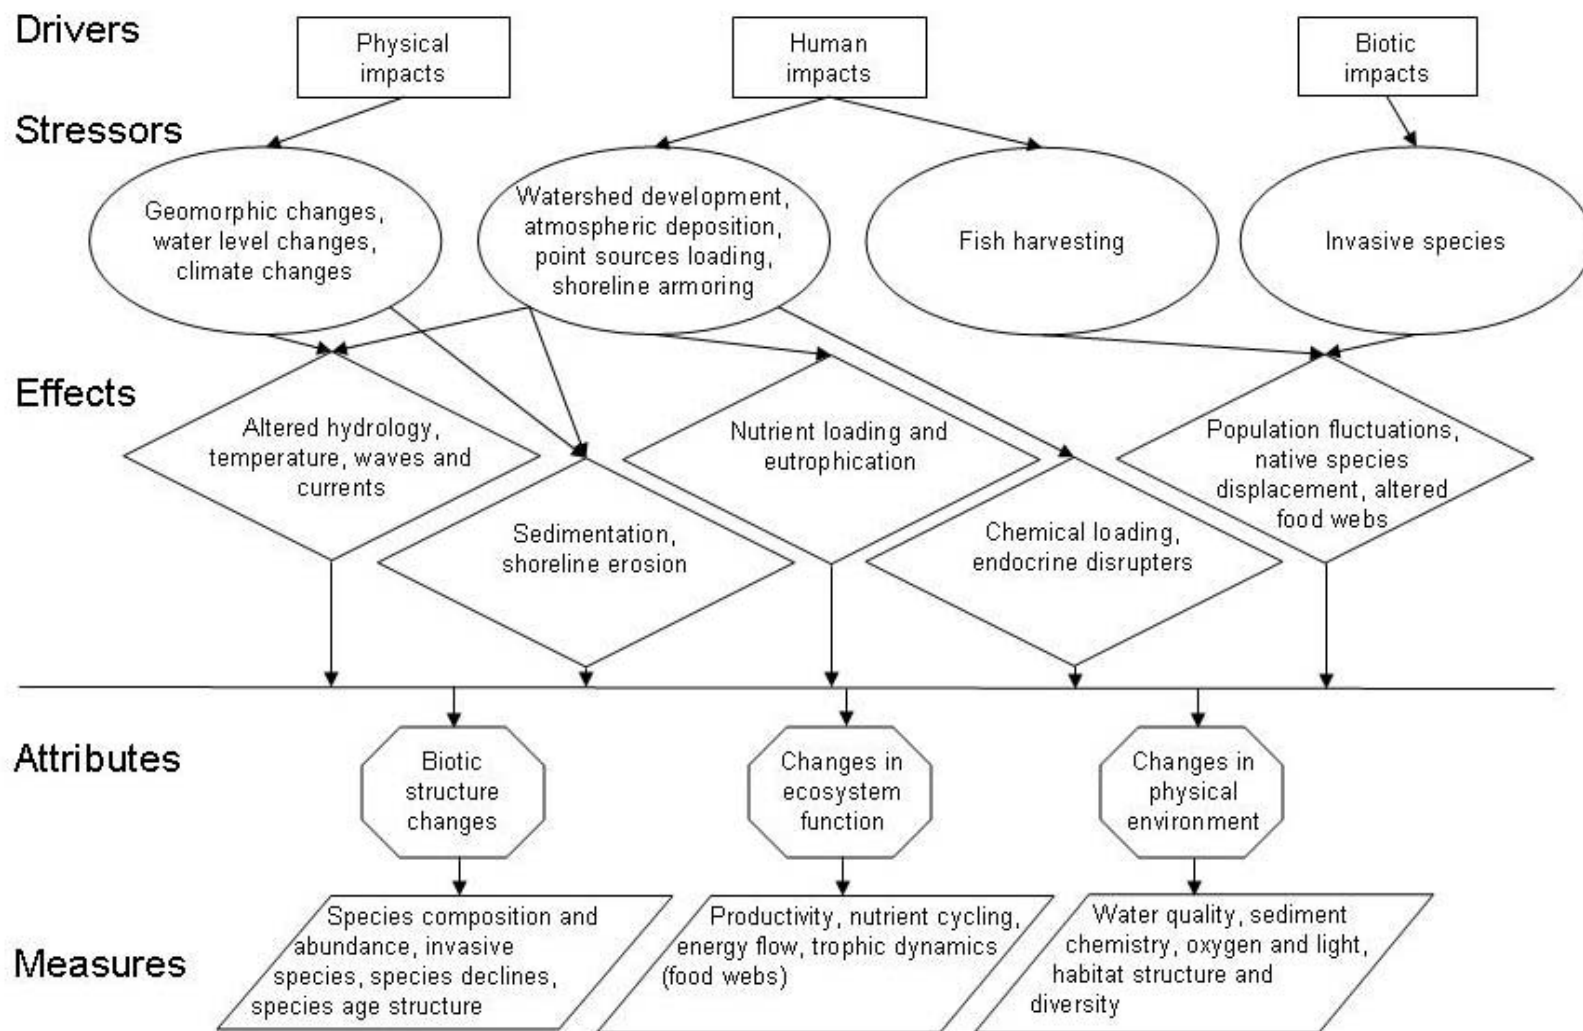 Drivers
Physical
impacts
Human
impacts
Biotic
impacts
Stressors
Geomorphic changes,
water level changes,
climate changes
Watershed development,
atmospheric deposition,
point sources loading,
shoreline armoring
Fish harvesting
Invasive species
Effects
Altered hydrology,
temperature, waves and
currents
Sedimentation,
shoreline erosion
Nutrient loading and
eutrophication
Chemical loading,
endocrine disrupters
Population fluctuations,
native species
displacement, altered
food webs
Attributes
Biotic
structure
changes
Changes in
ecosystem
function
Changes in
physical
environment
Measures
Species composition and
abundance, invasive
species, species declines,
species age structure
Productivity, nutrient cycling,
energy flow, trophic dynamics
(food webs)
Water quality, sediment
chemistry, oxygen and light,
habitat structure and
diversity